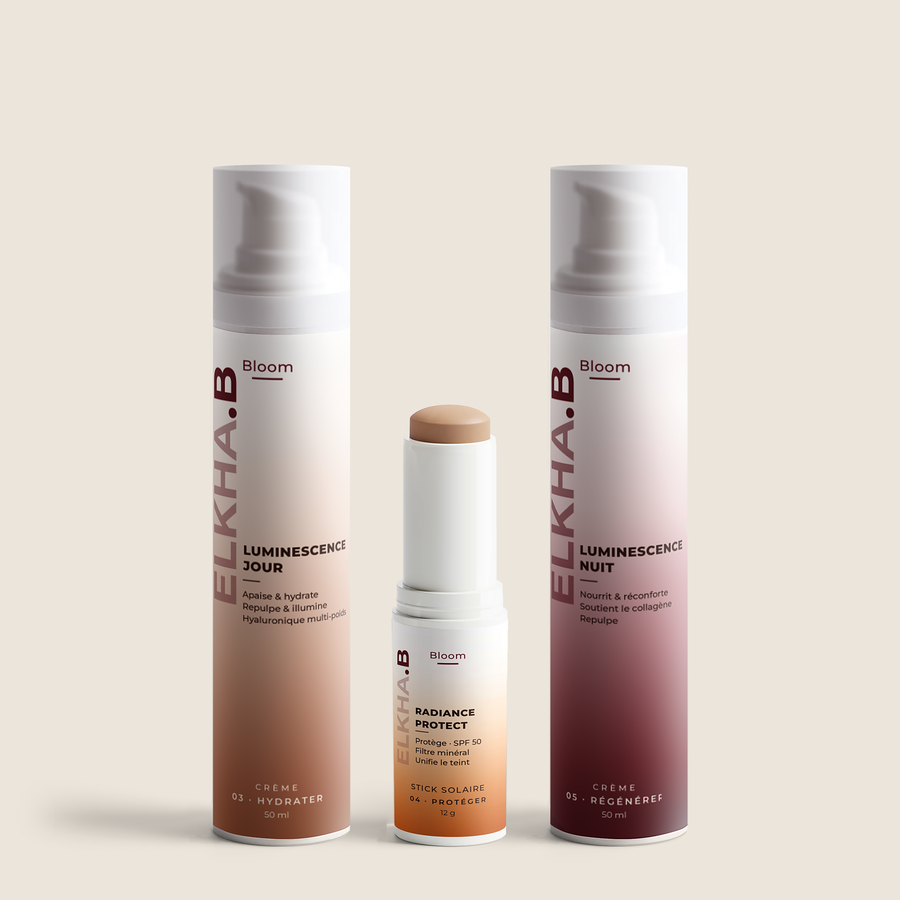 ELKHA.B
Bloom
LUMINESCENCE
JOUR
Apaise & hydrate
Repulpe & illumine
Hyaluronique multi-poids
CRÈME
03 · HYDRATER
50 ml
ELKHA.B
Bloom
RADIANCE
PROTECT
Protège · SPF 50
Filtre minéral
Unifie le teint
STICK SOLAIRE
04 · PROTÉGER
12 g
ELKHA.B
Bloom
LUMINESCENCE
NUIT
Nourrit & réconforte
Soutient le collagène
Repulpe
CRÈME
05 · RÉGÉNÉRER
50 ml